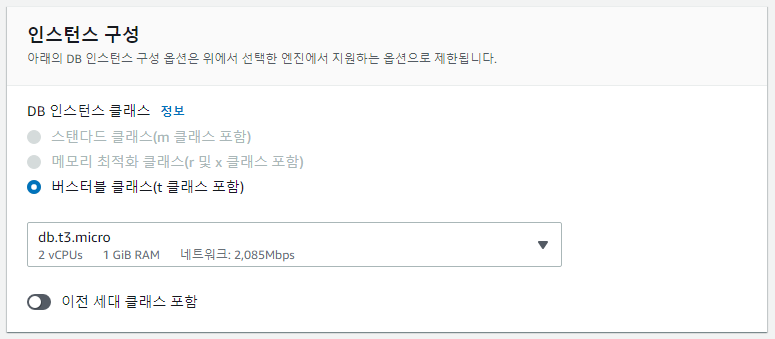 인스턴스 구성
아래의 DB 인스턴스 구성 옵션은 위에서 선택한 엔진에서 지원하는 옵션으로 제한됩니다.
DB 인스턴스 클래스 정보
스탠다드 클래스(m 클래스 포함)
메모리 최적화 클래스(r 및 x 클래스 포함)
버스터블 클래스(t 클래스 포함)
db.t3.micro
2 vCPUs 1 GiB RAM 네트워크: 2,085Mbps
이전 세대 클래스 포함